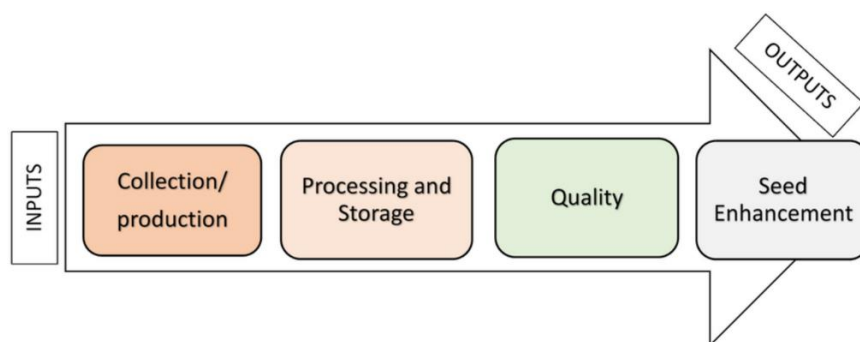 INPUTS
Collection/
production
Processing and
Storage
Quality
Seed
Enhancement
OUTPUTS